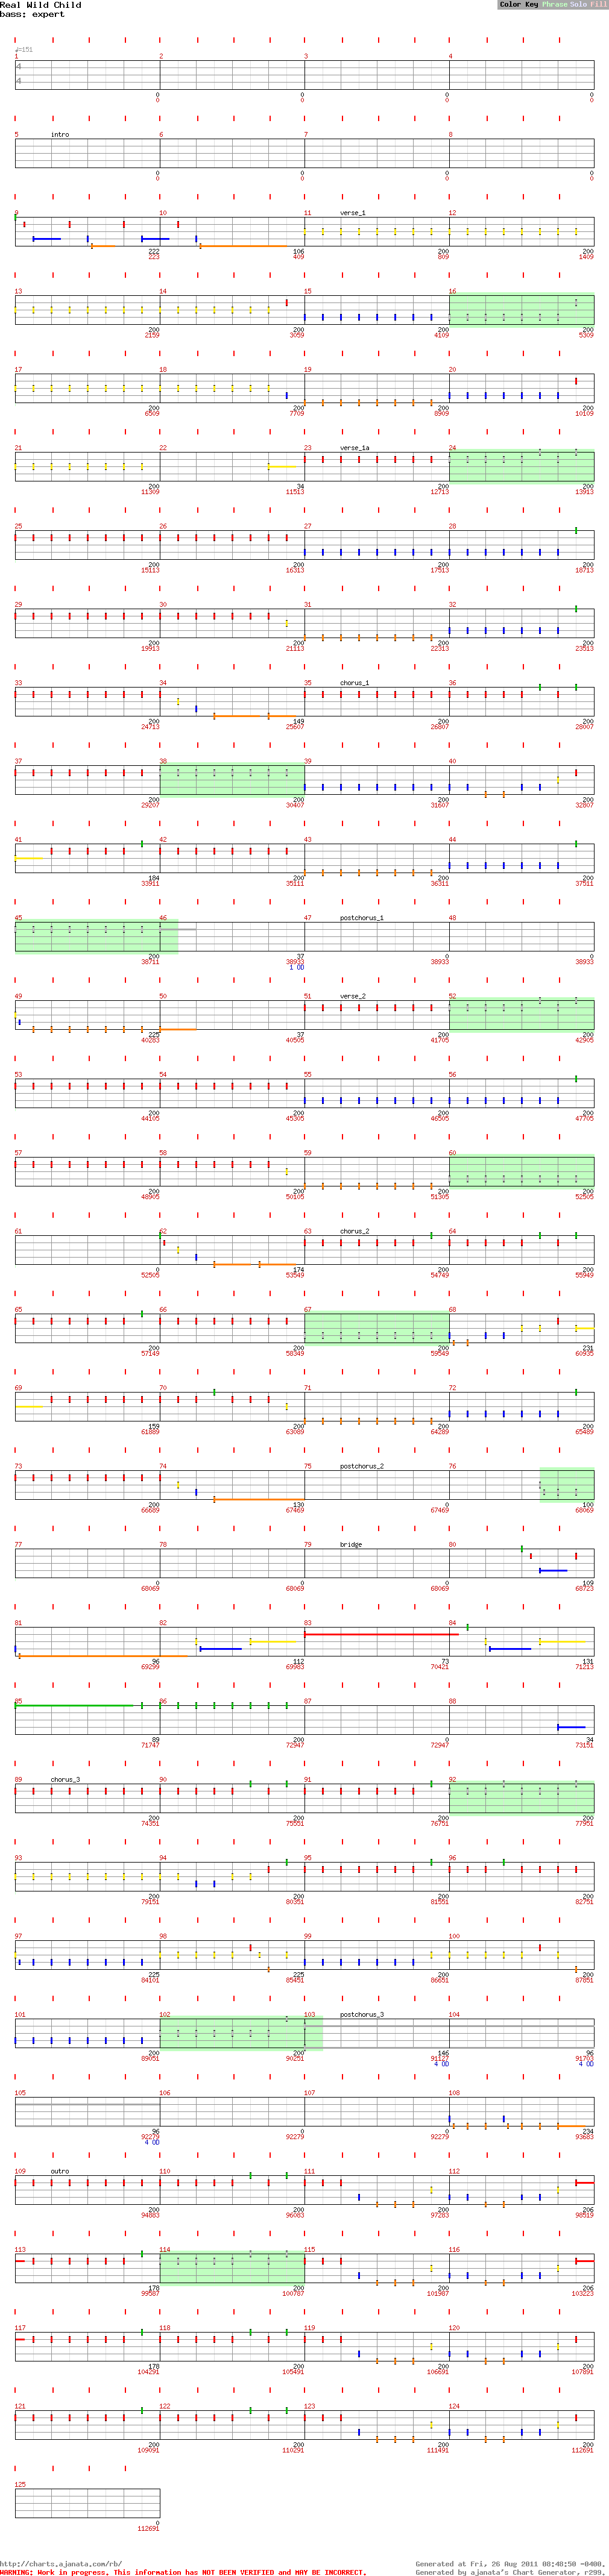 Real Wild Child
bass: expert
Color Key Phrase Solo Fill
♩=151
1 2 3 4
4
4
0 0 0 0
0 0 0 0
5 intro 6 7 8
0 0 0 0
0 0 0 0
9 10 11 verse_1 12
222 106 200 200
223 409 809 1409
13 14 15 16
200 200 200 200
2159 3059 4109 5309
17 18 19 20
200 200 200 200
6509 7709 8909 10109
21 22 23 verse_1a 24
200 34 200 200
11309 11513 12713 13913
25 26 27 28
200 200 200 200
15113 16313 17513 18713
29 30 31 32
200 200 200 200
19913 21113 22313 23513
33 34 35 chorus_1 36
200 149 200 200
24713 25607 26807 28007
37 38 39 40
200 200 200 200
29207 30407 31607 32807
41 42 43 44
184 200 200 200
33911 35111 36311 37511
45 46 47 postchorus_1 48
200 37 0 0
38711 38933 38933 38933
1 OD
49 50 51 verse_2 52
225 37 200 200
40283 40505 41705 42905
53 54 55 56
200 200 200 200
44105 45305 46505 47705
57 58 59 60
200 200 200 200
48905 50105 51305 52505
61 62 63 chorus_2 64
0 174 200 200
52505 53549 54749 55949
65 66 67 68
200 200 200 231
57149 58349 59549 60935
69 70 71 72
159 200 200 200
61889 63089 64289 65489
73 74 75 postchorus_2 76
200 130 0 100
66689 67469 67469 68069
77 78 79 bridge 80
0 0 0 109
68069 68069 68069 68723
81 82 83 84
96 112 73 131
69299 69983 70421 71213
85 86 87 88
89 200 0 34
71747 72947 72947 73151
89 chorus_3 90 91 92
200 200 200 200
74351 75551 76751 77951
93 94 95 96
200 200 200 200
79151 80351 81551 82751
97 98 99 100
225 225 200 200
84101 85451 86651 87851
101 102 103 postchorus_3 104
200 200 146 96
89051 90251 91127 91703
4 OD 4 OD
105 106 107 108
96 0 0 234
92279 92279 92279 93683
4 OD
109 outro 110 111 112
200 200 200 206
94883 96083 97283 98519
113 114 115 116
178 200 200 206
99587 100787 101987 103223
117 118 119 120
178 200 200 200
104291 105491 106691 107891
121 122 123 124
200 200 200 200
109091 110291 111491 112691
125
0
112691
http://charts.ajanata.com/rb/
Generated at Fri, 26 Aug 2011 08:48:50 -0400.
WARNING: Work in progress. This information has NOT BEEN VERIFIED and MAY BE INCORRECT.
Generated by ajanata's Chart Generator, r299.